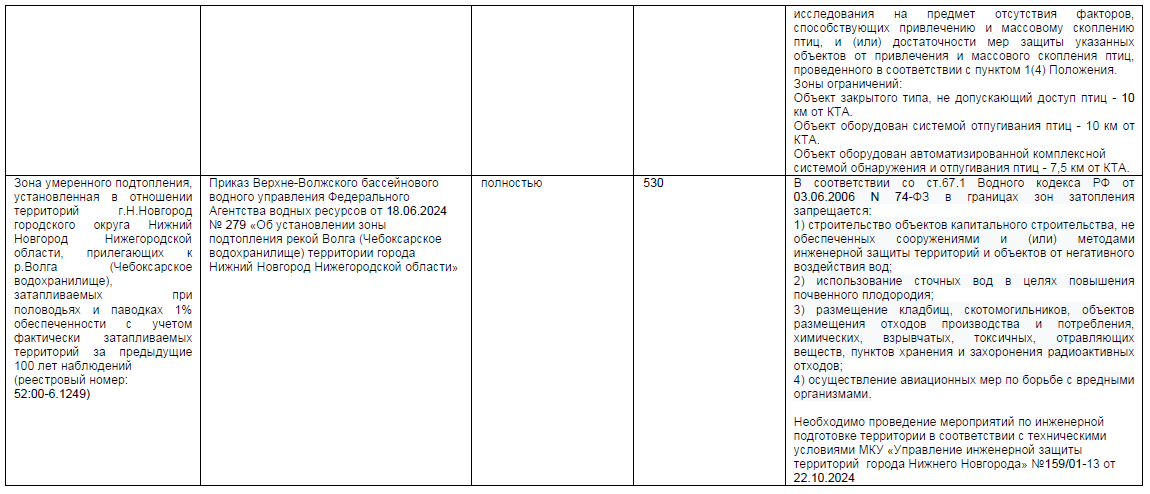 исследования на предмет отсутствия факторов,
способствующих привлечению и массовому скоплению
птиц, и (или) достаточности мер защиты указанных
объектов от привлечения и массового скопления птиц,
проведенного в соответствии с пунктом 1(4) Положения.
Зоны ограничений:
Объект закрытого типа, не допускающий доступ птиц - 10
км от КТА.
Объект оборудован системой отпугивания птиц - 10 км от
КТА.
Объект оборудован автоматизированной комплексной
системой обнаружения и отпугивания птиц - 7,5 км от КТА.
Зона умеренного подтопления,
установленная в отношении
территорий г.Н.Новгород
городского округа Нижний
Новгород Нижегородской
области, прилегающих к
р.Волга (Чебоксарское
водохранилище),
затапливаемых при
половодьях и паводках 1%
обеспеченности с учетом
фактически затапливаемых
территорий за предыдущие
100 лет наблюдений
(реестровый номер:
52:00-6.1249)
Приказ Верхне-Волжского бассейнового
водного управления Федерального
Агентства водных ресурсов от 18.06.2024
№ 279 «Об установлении зоны
подтопления рекой Волга (Чебоксарское
водохранилище) территории города
Нижний Новгород Нижегородской области»
полностью
530
В соответствии со ст.67.1 Водного кодекса РФ от
03.06.2006 N 74-ФЗ в границах зон затопления
запрещается:
1) строительство объектов капитального строительства, не
обеспеченных сооружениями и (или) методами
инженерной защиты территорий и объектов от негативного
воздействия вод;
2) использование сточных вод в целях повышения
почвенного плодородия;
3) размещение кладбищ, скотомогильников, объектов
размещения отходов производства и потребления,
химических, взрывчатых, токсичных, отравляющих
веществ, пунктов хранения и захоронения радиоактивных
отходов;
4) осуществление авиационных мер по борьбе с вредными
организмами.
Необходимо проведение мероприятий по инженерной
подготовке территории в соответствии с техническими
условиями МКУ «Управление инженерной защиты
территорий города Нижнего Новгорода» №159/01-13 от
22.10.2024